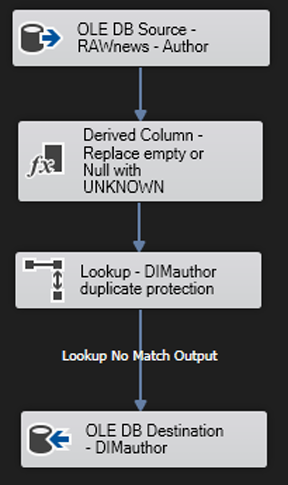 OLE DB Source -
RAWnews - Author
fx
Derived Column -
Replace empty or
Null with
UNKNOWN
Lookup - DIMauthor
duplicate protection
Lookup No Match Output
OLE DB Destination
- DIMauthor